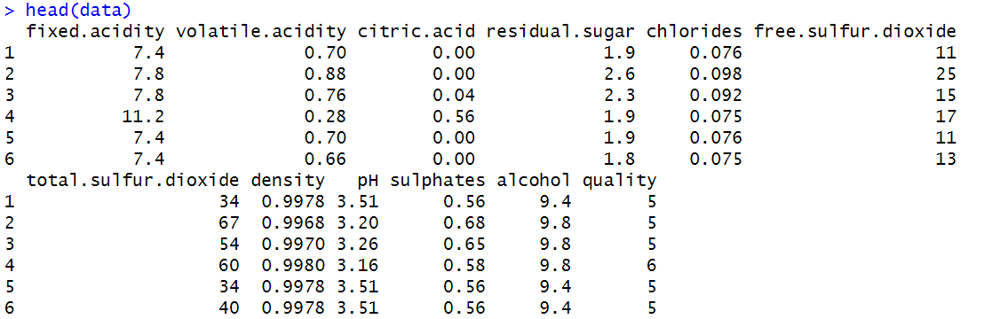 > head(data)
fixed.acidity volatile.acidity citric.acid residual.sugar chlorides free.sulfur.dioxide
1 7.4 0.70 0.00 1.9 0.076 11
2 7.8 0.88 0.00 2.6 0.098 25
3 7.8 0.76 0.04 2.3 0.092 15
4 11.2 0.28 0.56 1.9 0.075 17
5 7.4 0.70 0.00 1.9 0.076 11
6 7.4 0.66 0.00 1.8 0.075 13
total.sulfur.dioxide density pH sulphates alcohol quality
1 34 0.9978 3.51 0.56 9.4 5
2 67 0.9968 3.20 0.68 9.8 5
3 54 0.9970 3.26 0.65 9.8 5
4 60 0.9980 3.16 0.58 9.8 6
5 34 0.9978 3.51 0.56 9.4 5
6 40 0.9978 3.51 0.56 9.4 5